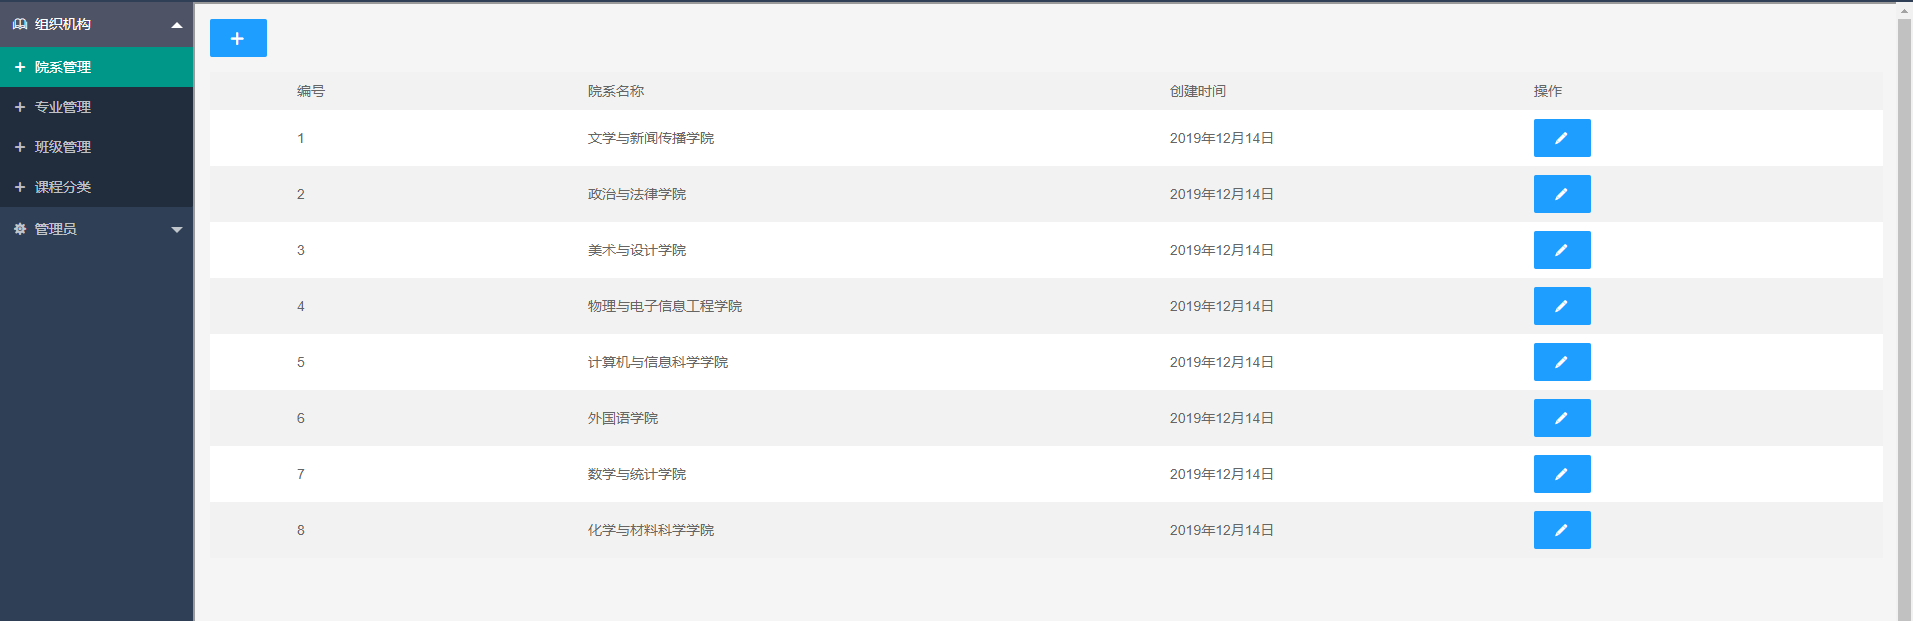 组织机构
院系管理
专业管理
班级管理
课程分类
管理员
编号 院系名称 创建时间 操作
1 文学与新闻传播学院 2019年12月14日
2 政治与法律学院 2019年12月14日
3 美术与设计学院 2019年12月14日
4 物理与电子信息工程学院 2019年12月14日
5 计算机与信息科学学院 2019年12月14日
6 外国语学院 2019年12月14日
7 数学与统计学院 2019年12月14日
8 化学与材料科学学院 2019年12月14日